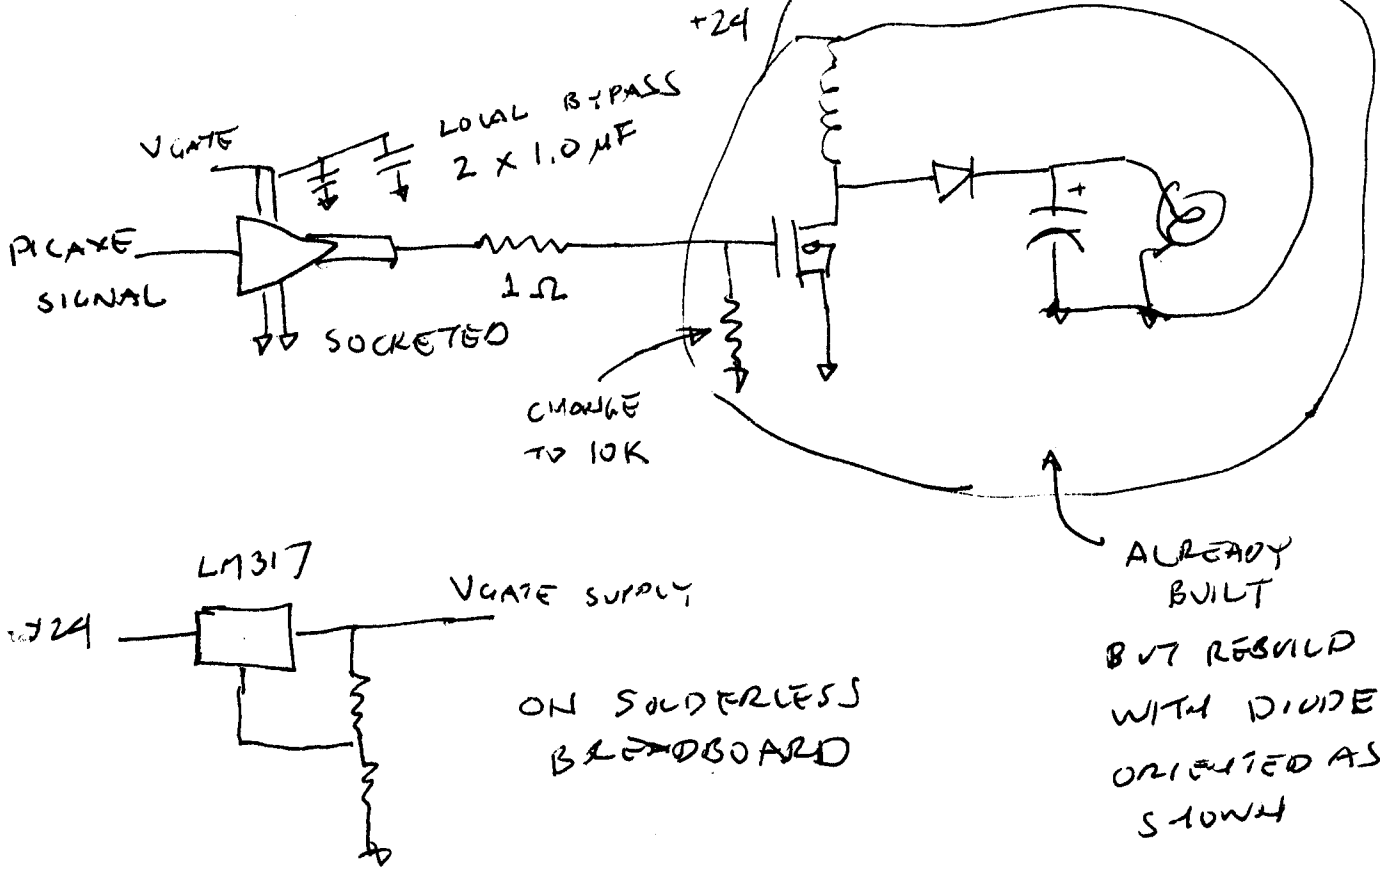 +24
LOCAL BYPASS
2 X 1.0 µF
VGATE
PICAXE
SIGNAL
1 Ω
SOCKETED
+
CHANGE
TO 10K
LM317
+24
VGATE SUPPLY
ON SOLDERLESS
BREADBOARD
ALREADY
BUILT
BUT REBUILD
WITH DIODE
ORIENTED AS
SHOWN